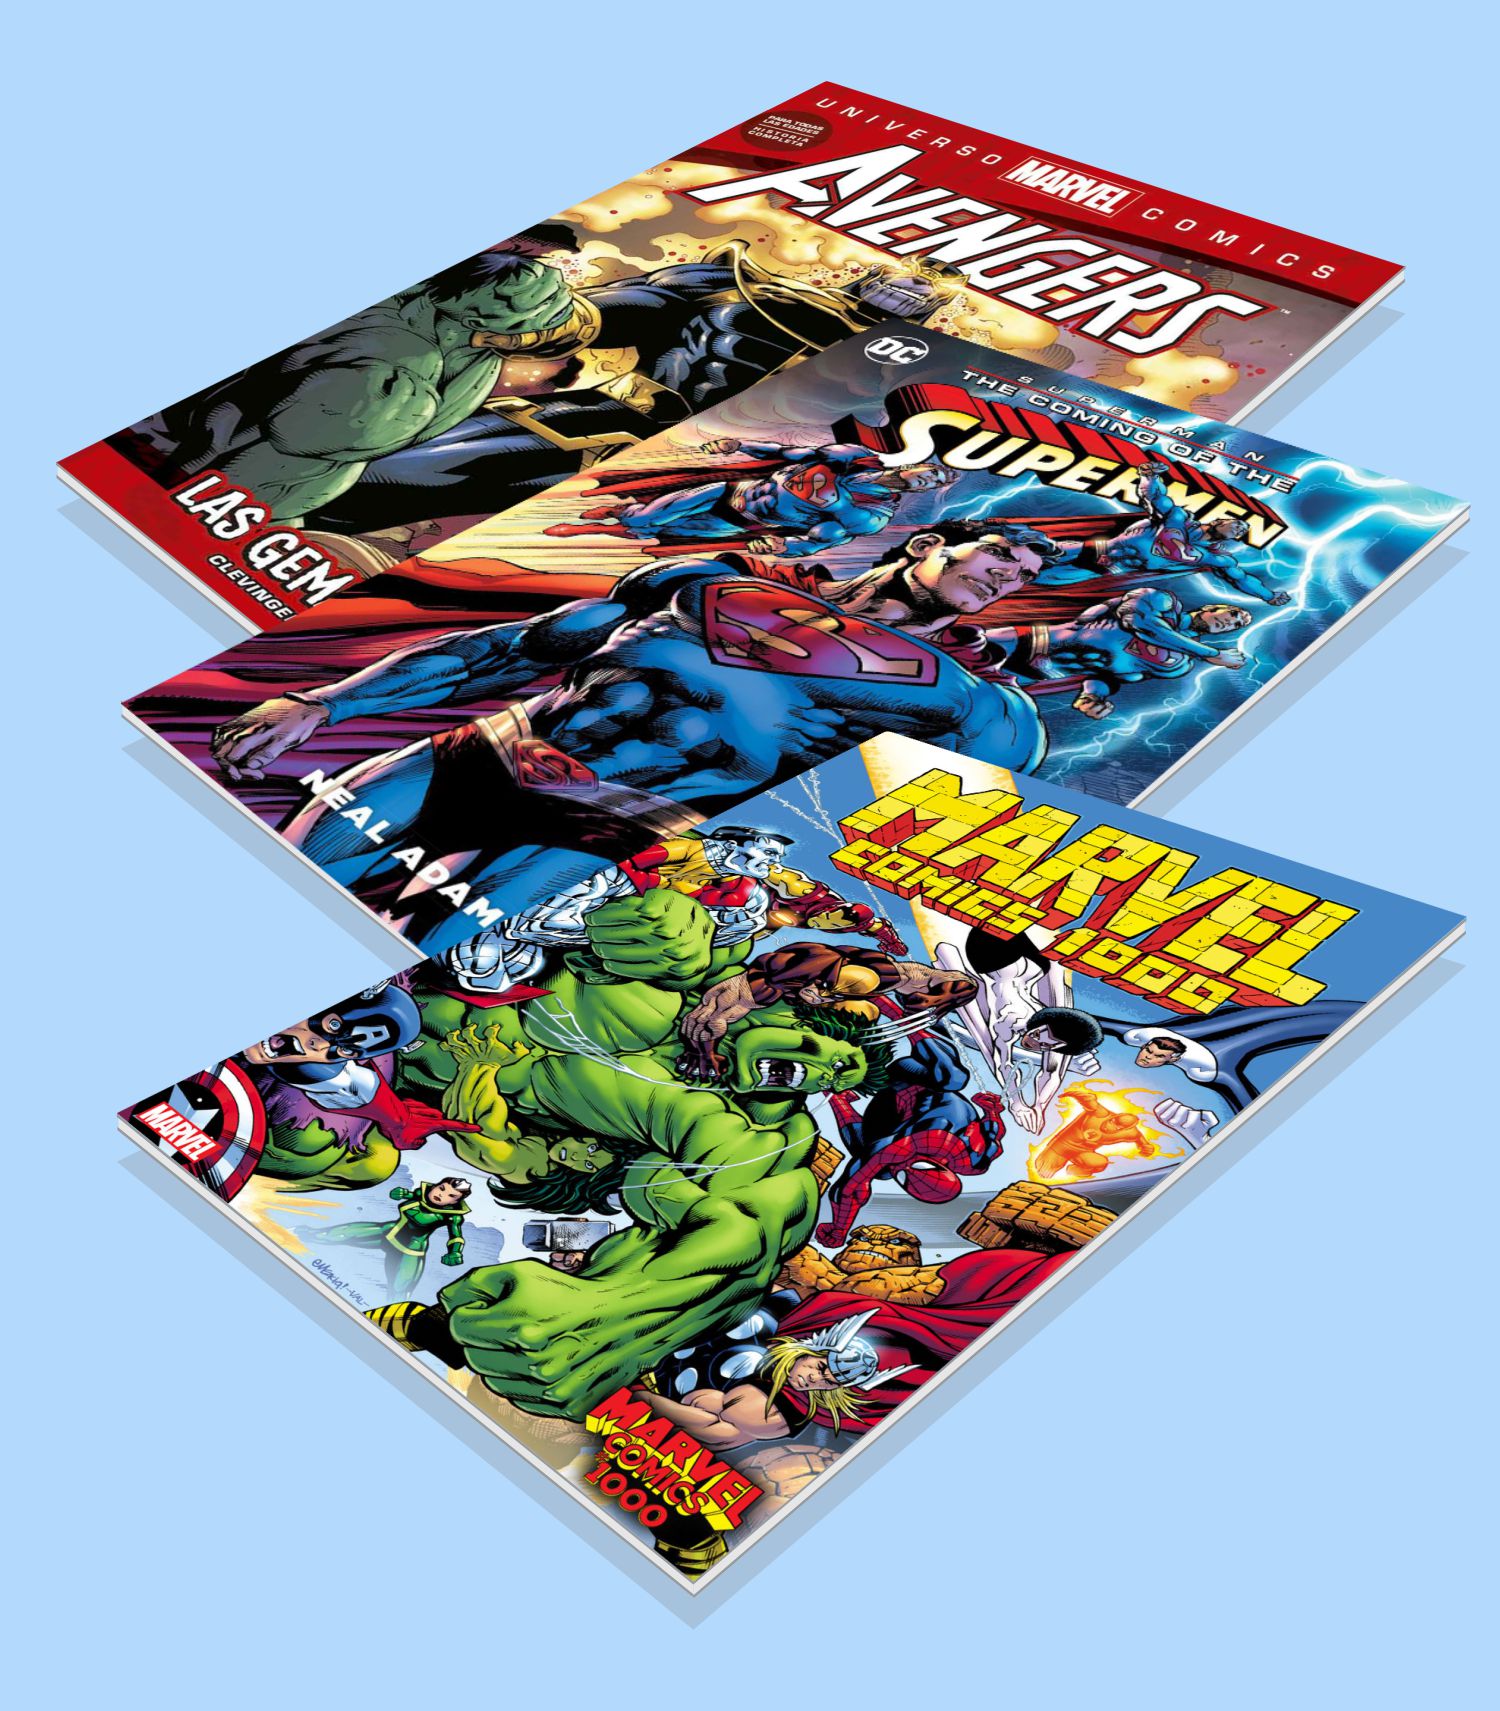 UNIVERSO MARVEL COMICS
PARA TODAS
LAS EDADES
HISTORIA
COMPLETA
AVENGERS™
LAS GEM
CLEVINGE
DC
SUPERMAN
THE COMING OF THE
SUPERMEN
NEAL ADAM
MARVEL
COMICS 1000
MARVEL
MARVEL
COMICS
#1000